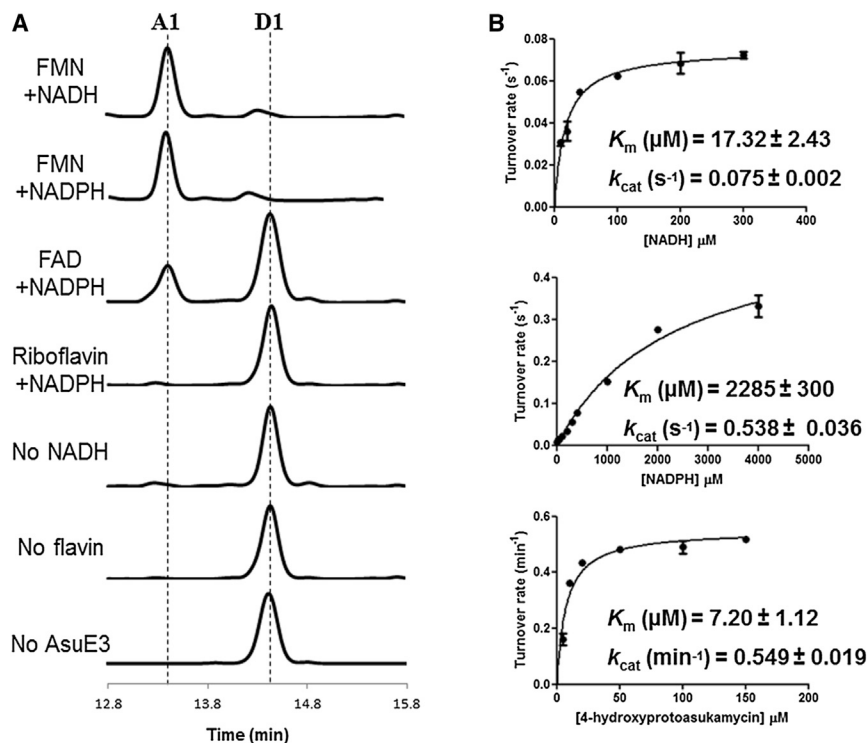 A
A1
D1
FMN
+NADH
FMN
+NADPH
FAD
+NADPH
Riboflavin
+NADPH
No NADH
No flavin
No AsuE3
12.8
13.8
14.8
15.8
Time (min)
B
Turnover rate (s-1)
0.08
0.06
0.04
0.02
0.00
Km (µM) = 17.32 ± 2.43
kcat (s-1) = 0.075 ± 0.002
0
100
200
300
400
[NADH] µM
Turnover rate (s-1)
0.4
0.3
0.2
0.1
0.0
Km (µM) = 2285 ± 300
kcat (s-1) = 0.538 ± 0.036
0
1000
2000
3000
4000
5000
[NADPH] µM
Turnover rate (min-1)
0.6
0.4
0.2
0.0
Km (µM) = 7.20 ± 1.12
kcat (min-1) = 0.549 ± 0.019
0
50
100
150
200
[4-hydroxyprotoasukamycin] µM